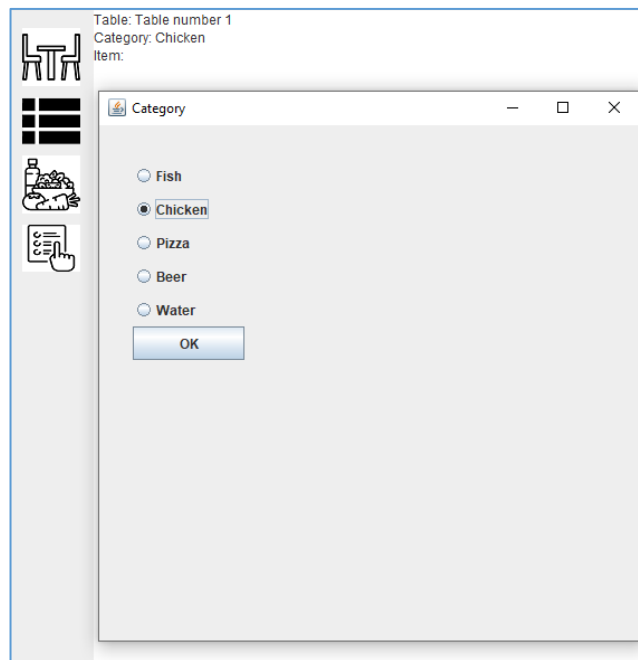 Table: Table number 1
Category: Chicken
Item:
Category
Fish
Chicken
Pizza
Beer
Water
OK